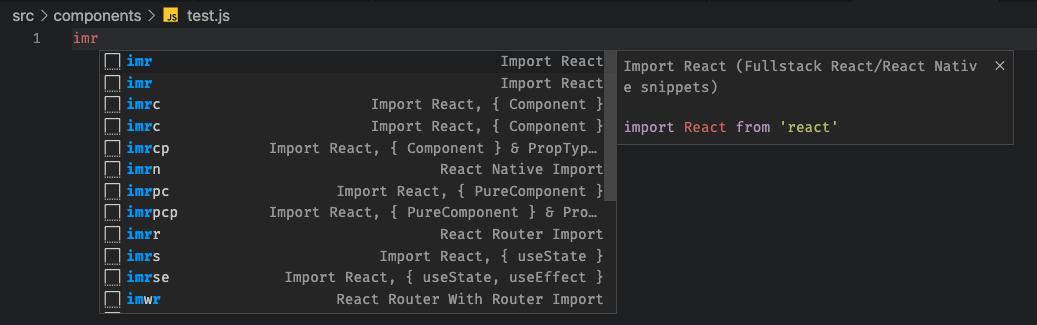 src > components > JS test.js
1 imr
imr Import React
imr Import React
imrc Import React, { Component }
imrc Import React, { Component }
imrcp Import React, { Component } & PropTyp…
imrn React Native Import
imrpc Import React, { PureComponent }
imrpcp Import React, { PureComponent } & Pro…
imrr React Router Import
imrs Import React, { useState }
imrse Import React, { useState, useEffect }
imwr React Router With Router Import
Import React (Fullstack React/React Nativ
e snippets)
import React from 'react'